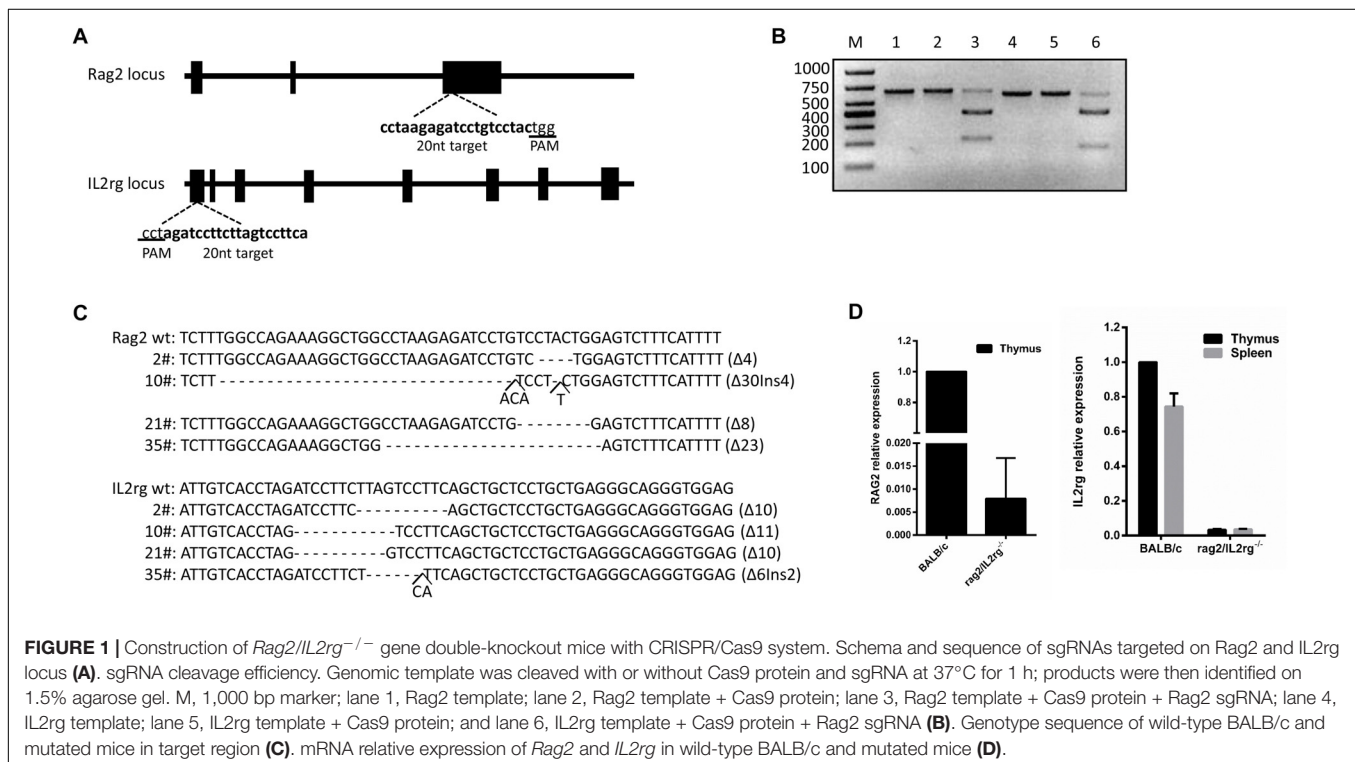 A
Rag2 locus
cctaagagatcctgtcctactgg
20nt target PAM
IL2rg locus
cctagatccttcttagtccttca
PAM 20nt target
B
M 1 2 3 4 5 6
1000
750
500
400
300
200
100
C
Rag2 wt: TCTTTGGCCAGAAAGGCTGGCCTAAGAGATCCTGTCCTACTGGAGTCTTTCATTTT
2#: TCTTTGGCCAGAAAGGCTGGCCTAAGAGATCCTGTC ----TGGAGTCTTTCATTTT (Δ4)
10#: TCTT ------------------------------TCCT--CTGGAGTCTTTCATTTT (Δ30Ins4)
ACA T
21#: TCTTTGGCCAGAAAGGCTGGCCTAAGAGATCCTG--------GAGTCTTTCATTTT (Δ8)
35#: TCTTTGGCCAGAAAGGCTGG -----------------------AGTCTTTCATTTT (Δ23)
IL2rg wt: ATTGTCACCTAGATCCTTCTTAGTCCTTCAGCTGCTCCTGCTGAGGGCAGGGTGGAG
2#: ATTGTCACCTAGATCCTTC----------AGCTGCTCCTGCTGAGGGCAGGGTGGAG (Δ10)
10#: ATTGTCACCTAG-----------TCCTTCAGCTGCTCCTGCTGAGGGCAGGGTGGAG (Δ11)
21#: ATTGTCACCTAG----------GTCCTTCAGCTGCTCCTGCTGAGGGCAGGGTGGAG (Δ10)
35#: ATTGTCACCTAGATCCTTCT------TTCAGCTGCTCCTGCTGAGGGCAGGGTGGAG (Δ6Ins2)
CA
D
RAG2 relative expression
1.2
1.0
0.8
0.6
0.020
0.015
0.010
0.005
0.000
Thymus
BALB/c
rag2/IL2rg-/-
IL2rg relative expression
1.2
1.0
0.8
0.6
0.4
0.2
0.0
Thymus
Spleen
BALB/c rag2/IL2rg-/-
FIGURE 1 | Construction of Rag2/IL2rg−/− gene double-knockout mice with CRISPR/Cas9 system. Schema and sequence of sgRNAs targeted on Rag2 and IL2rg
locus (A). sgRNA cleavage efficiency. Genomic template was cleaved with or without Cas9 protein and sgRNA at 37°C for 1 h; products were then identified on
1.5% agarose gel. M, 1,000 bp marker; lane 1, Rag2 template; lane 2, Rag2 template + Cas9 protein; lane 3, Rag2 template + Cas9 protein + Rag2 sgRNA; lane 4,
IL2rg template; lane 5, IL2rg template + Cas9 protein; and lane 6, IL2rg template + Cas9 protein + Rag2 sgRNA (B). Genotype sequence of wild-type BALB/c and
mutated mice in target region (C). mRNA relative expression of Rag2 and IL2rg in wild-type BALB/c and mutated mice (D).